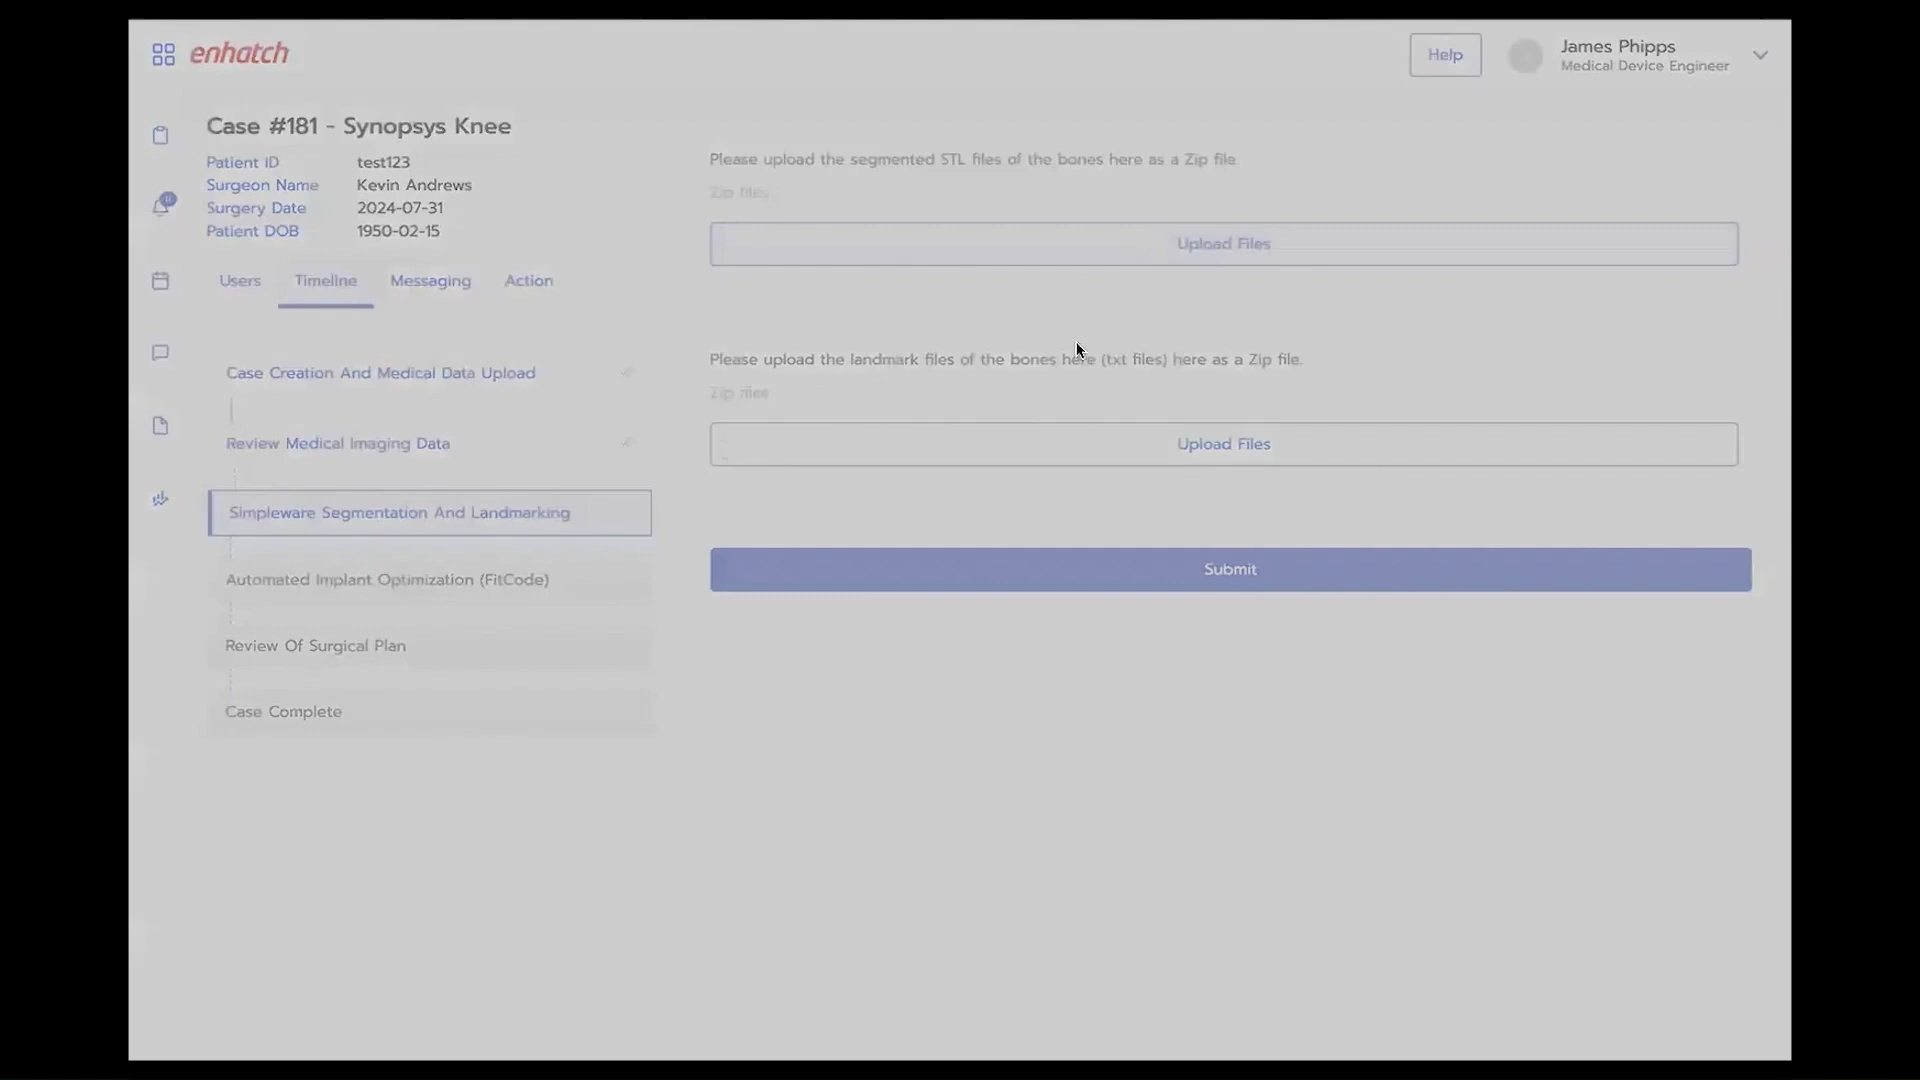 enhatch
Help
James Phipps
Medical Device Engineer
Case #181 - Synopsys Knee
Patient ID test123
Surgeon Name Kevin Andrews
Surgery Date 2024-07-31
Patient DOB 1950-02-15
Users Timeline Messaging Action
Case Creation And Medical Data Upload
Review Medical Imaging Data
Simpleware Segmentation And Landmarking
Automated Implant Optimization (FitCode)
Review Of Surgical Plan
Case Complete
Please upload the segmented STL files of the bones here as a Zip file.
Zip files
Upload Files
Please upload the landmark files of the bones here (txt files) here as a Zip file.
Zip files
Upload Files
Submit